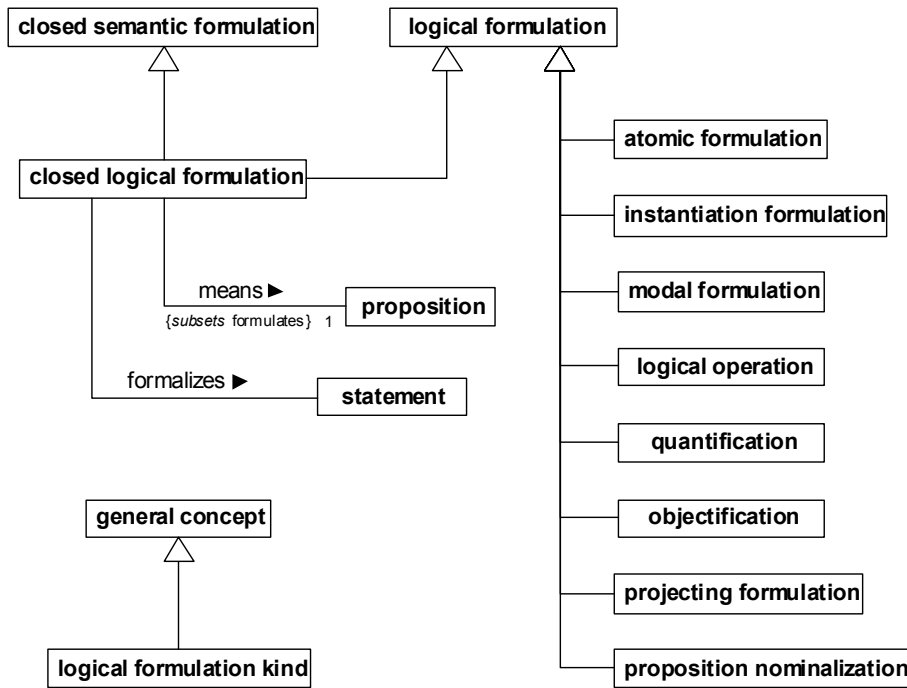 closed semantic formulation
logical formulation
atomic formulation
closed logical formulation
instantiation formulation
means ►
{subsets formulates} 1
proposition
modal formulation
formalizes ►
statement
logical operation
quantification
general concept
objectification
projecting formulation
logical formulation kind
proposition nominalization